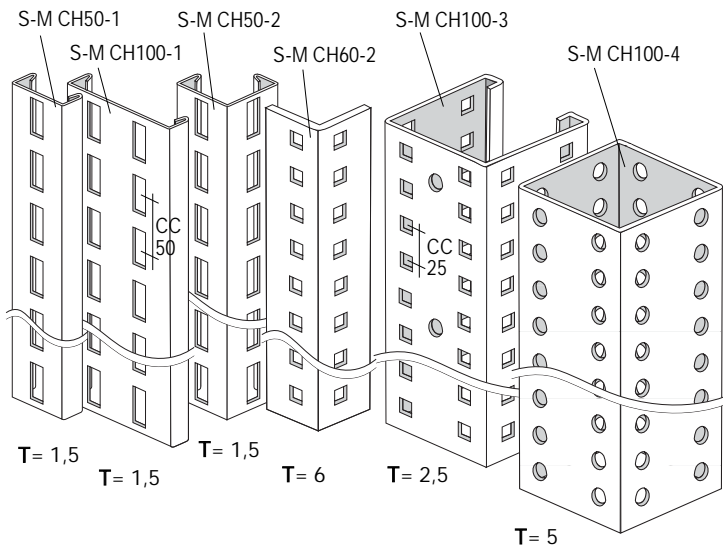 S-M CH50-1
S-M CH50-2
S-M CH100-3
S-M CH100-1
S-M CH60-2
S-M CH100-4
CC
50
CC
25
T= 1,5
T= 1,5
T= 1,5
T= 6
T= 2,5
T= 5